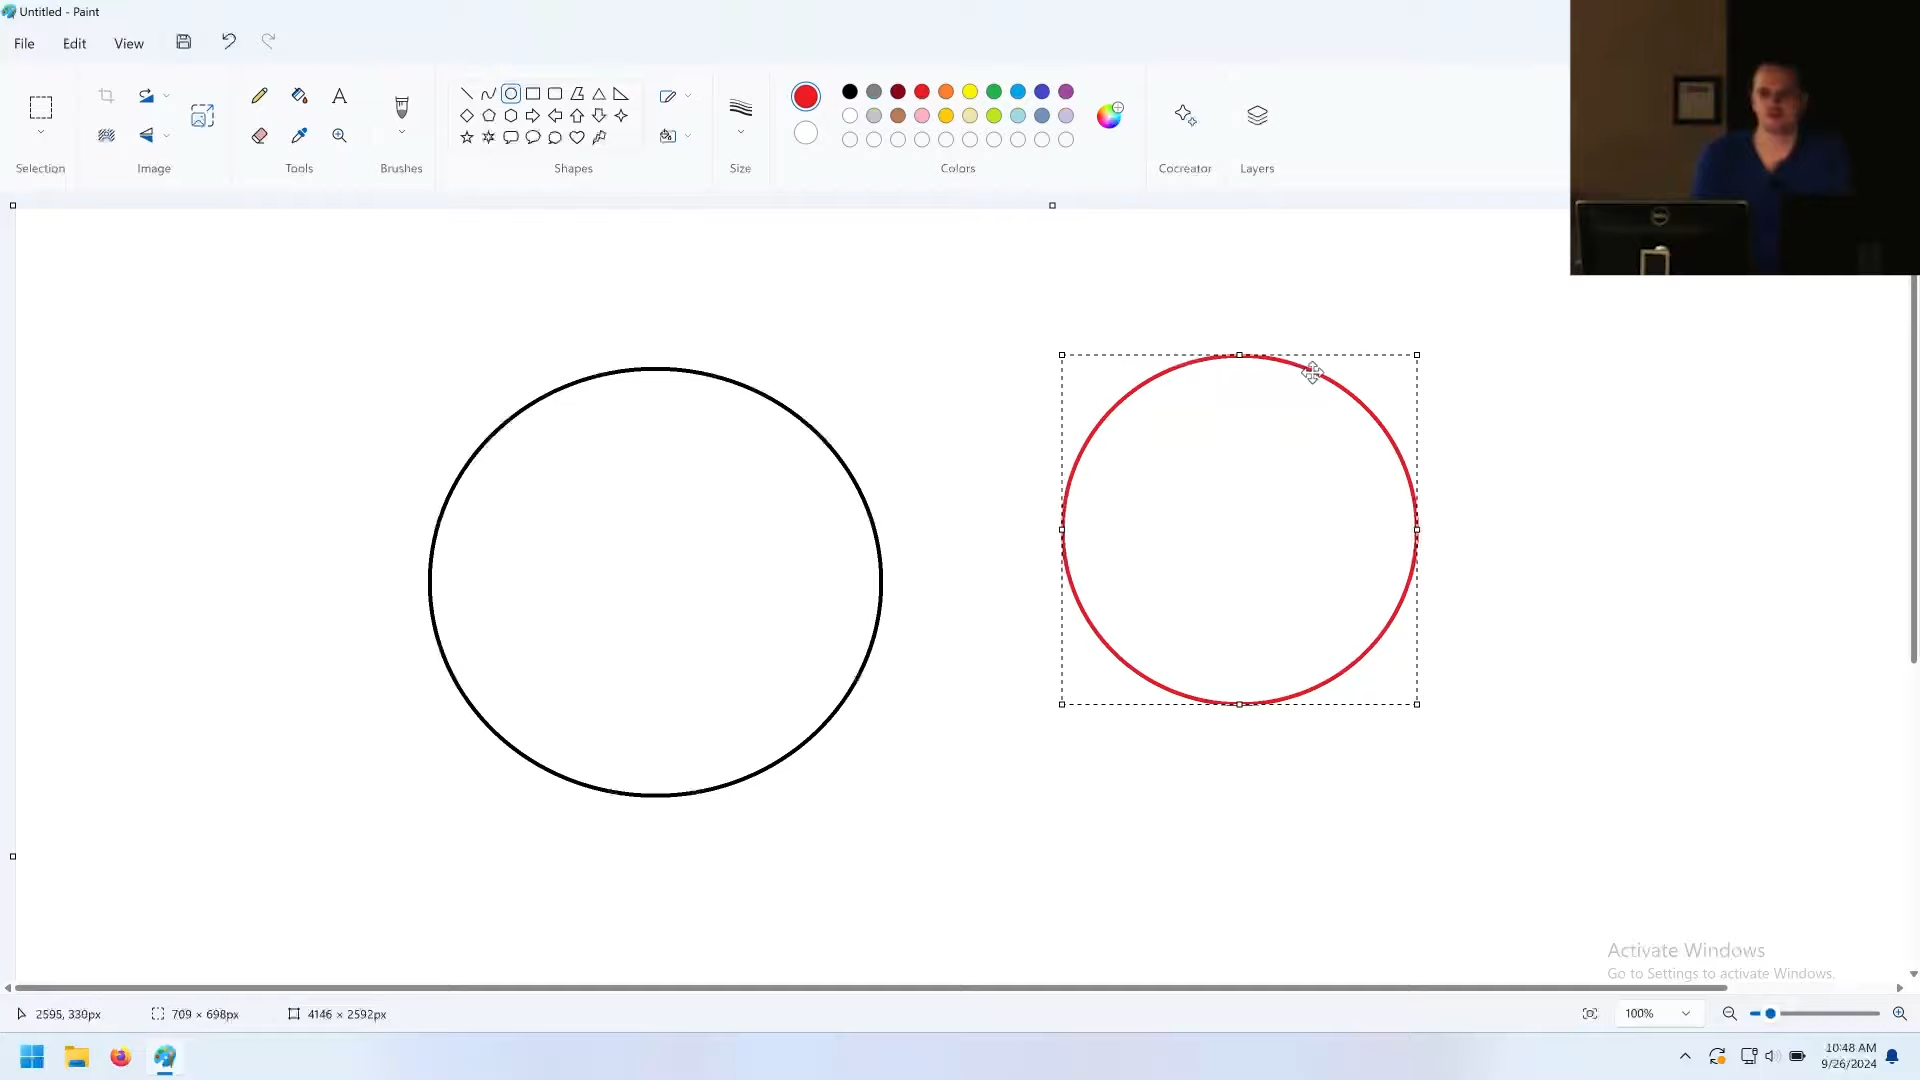 Untitled - Paint
File Edit View
A
Selection Image Tools Brushes Shapes Size Colors Cocreator Layers
DELL
Activate Windows
Go to Settings to activate Windows.
2595, 330px 709 × 698px 4146 × 2592px 100%
10:48 AM
9/26/2024